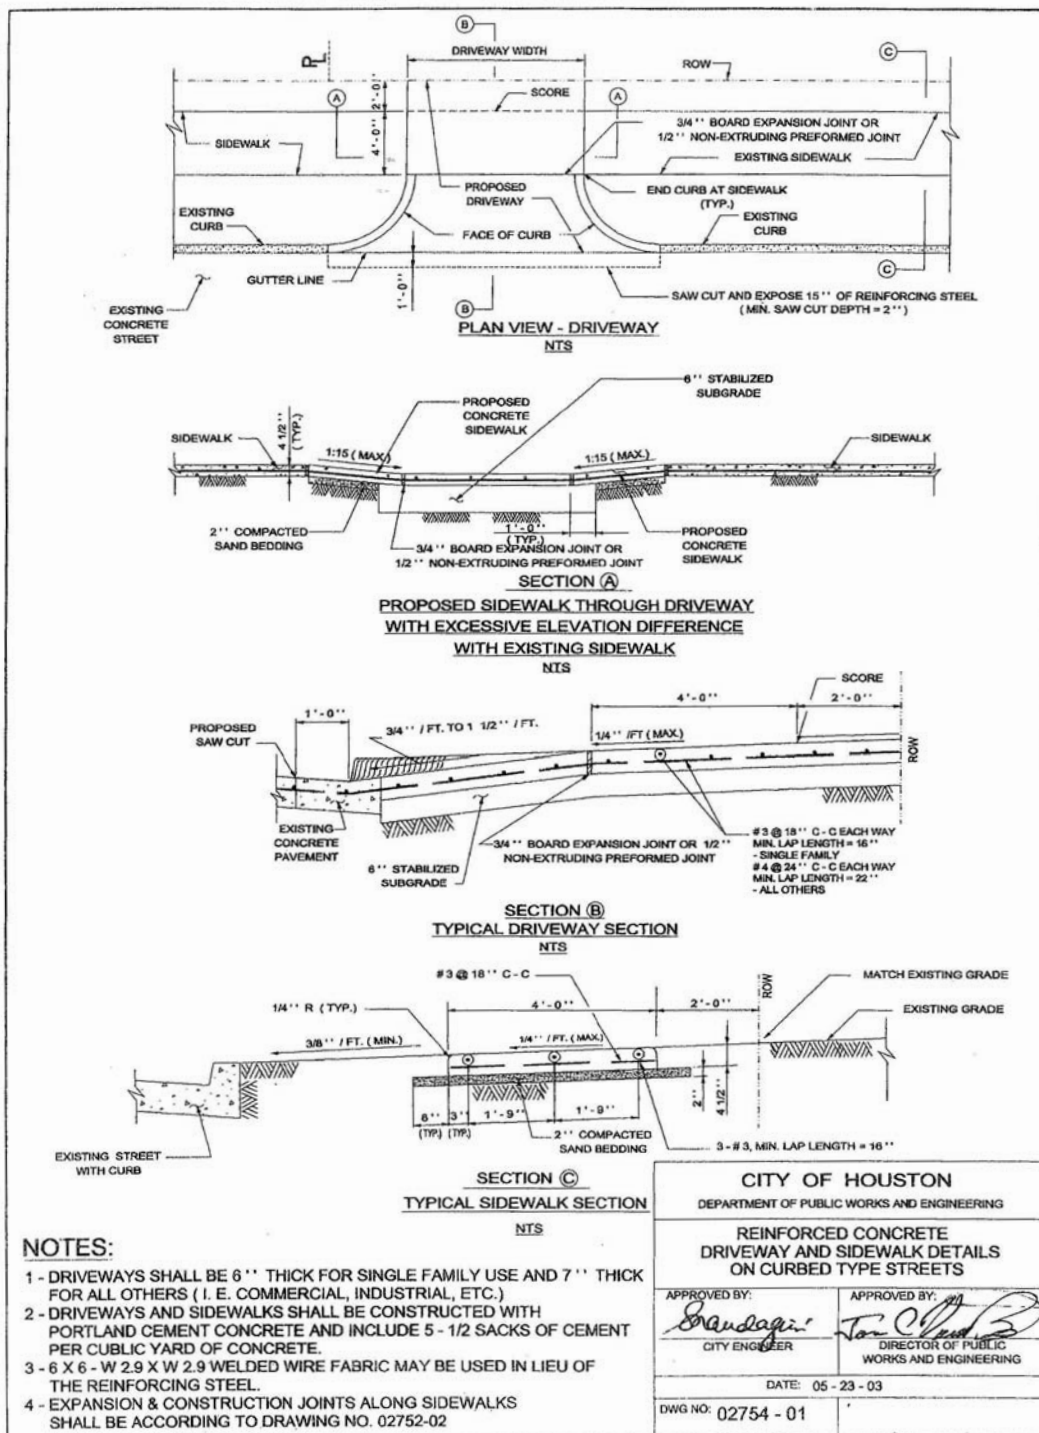 B
DRIVEWAY WIDTH
C
PL
ROW
2'-0"
SCORE
A
A
3/4'' BOARD EXPANSION JOINT OR
1/2'' NON-EXTRUDING PREFORMED JOINT
SIDEWALK
4'-0''
EXISTING SIDEWALK
PROPOSED
DRIVEWAY
END CURB AT SIDEWALK
(TYP.)
EXISTING
CURB
EXISTING
CURB
FACE OF CURB
C
GUTTER LINE
1'-0''
B
SAW CUT AND EXPOSE 15'' OF REINFORCING STEEL
(MIN. SAW CUT DEPTH = 2'')
EXISTING
CONCRETE
STREET
PLAN VIEW - DRIVEWAY
NTS
6'' STABILIZED
SUBGRADE
PROPOSED
CONCRETE
SIDEWALK
SIDEWALK
4 1/2''
(TYP.)
1:15 (MAX.)
1:15 (MAX.)
SIDEWALK
2'' COMPACTED
SAND BEDDING
1'-0''
(TYP.)
PROPOSED
CONCRETE
SIDEWALK
3/4'' BOARD EXPANSION JOINT OR
1/2'' NON-EXTRUDING PREFORMED JOINT
SECTION A
PROPOSED SIDEWALK THROUGH DRIVEWAY
WITH EXCESSIVE ELEVATION DIFFERENCE
WITH EXISTING SIDEWALK
NTS
SCORE
4'-0''
2'-0''
1'-0''
PROPOSED
SAW CUT
3/4'' / FT. TO 1 1/2'' / FT.
1/4'' /FT (MAX.)
ROW
EXISTING
CONCRETE
PAVEMENT
6'' STABILIZED
SUBGRADE
3/4'' BOARD EXPANSION JOINT OR 1/2''
NON-EXTRUDING PREFORMED JOINT
#3 @ 18'' C - C EACH WAY
MIN. LAP LENGTH = 16''
- SINGLE FAMILY
#4 @ 24'' C - C EACH WAY
MIN. LAP LENGTH = 22''
- ALL OTHERS
SECTION B
TYPICAL DRIVEWAY SECTION
NTS
#3 @ 18'' C - C
ROW
MATCH EXISTING GRADE
1/4'' R (TYP.)
4'-0''
2'-0''
EXISTING GRADE
3/8'' / FT. (MIN.)
1/4'' / FT. (MAX.)
2''
4 1/2''
6''
(TYP.)
3''
(TYP.)
1'-9''
1'-9''
2'' COMPACTED
SAND BEDDING
3 - #3, MIN. LAP LENGTH = 16''
EXISTING STREET
WITH CURB
SECTION C
TYPICAL SIDEWALK SECTION
NTS
NOTES:
1 - DRIVEWAYS SHALL BE 6'' THICK FOR SINGLE FAMILY USE AND 7'' THICK
FOR ALL OTHERS ( I. E. COMMERCIAL, INDUSTRIAL, ETC.)
2 - DRIVEWAYS AND SIDEWALKS SHALL BE CONSTRUCTED WITH
PORTLAND CEMENT CONCRETE AND INCLUDE 5 - 1/2 SACKS OF CEMENT
PER CUBLIC YARD OF CONCRETE.
3 - 6 X 6 - W 2.9 X W 2.9 WELDED WIRE FABRIC MAY BE USED IN LIEU OF
THE REINFORCING STEEL.
4 - EXPANSION & CONSTRUCTION JOINTS ALONG SIDEWALKS
SHALL BE ACCORDING TO DRAWING NO. 02752-02
CITY OF HOUSTON
DEPARTMENT OF PUBLIC WORKS AND ENGINEERING
REINFORCED CONCRETE
DRIVEWAY AND SIDEWALK DETAILS
ON CURBED TYPE STREETS
APPROVED BY:
CITY ENGINEER
APPROVED BY:
DIRECTOR OF PUBLIC
WORKS AND ENGINEERING
DATE: 05 - 23 - 03
DWG NO: 02754 - 01